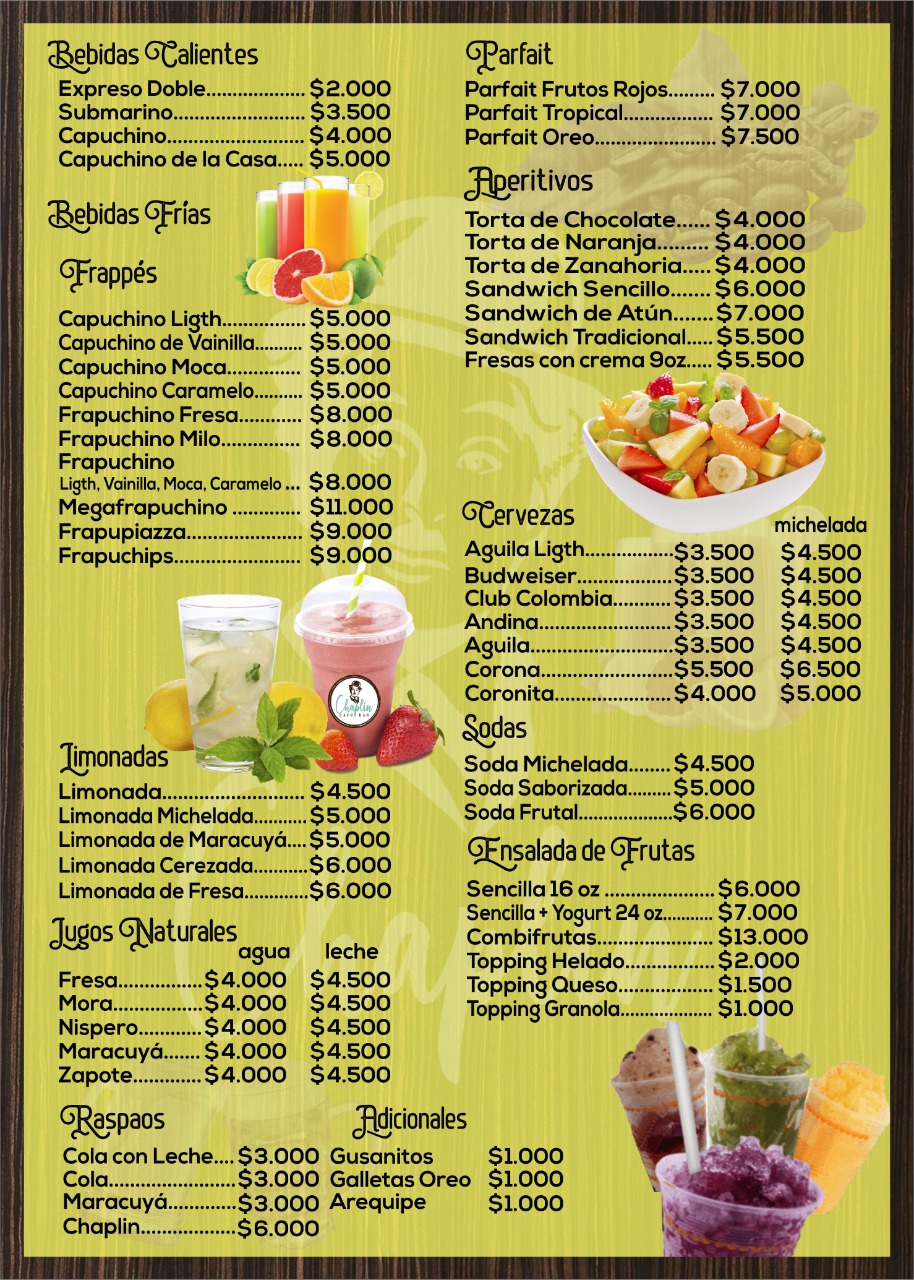 Bebidas Calientes
Expreso Doble.................... $2.000
Submarino........................... $3.500
Capuchino............................ $4.000
Capuchino de la Casa..... $5.000
Bebidas Frías
Frappés
Capuchino Ligth................ $5.000
Capuchino de Vainilla.......... $5.000
Capuchino Moca............... $5.000
Capuchino Caramelo.......... $5.000
Frapuchino Fresa............. $8.000
Frapuchino Milo................ $8.000
Frapuchino
Ligth, Vainilla, Moca, Caramelo ... $8.000
Megafrapuchino ............. $11.000
Frapupiazza....................... $9.000
Frapuchips......................... $9.000
Chaplin
CAFÉ BAR
Limonadas
Limonada............................. $4.500
Limonada Michelada........... $5.000
Limonada de Maracuyá.... $5.000
Limonada Cerezada........... $6.000
Limonada de Fresa............. $6.000
Jugos Naturales
agua leche
Fresa................ $4.000 $4.500
Mora.................. $4.000 $4.500
Nispero............ $4.000 $4.500
Maracuyá....... $4.000 $4.500
Zapote............. $4.000 $4.500
Raspaos
Cola con Leche.... $3.000
Cola......................... $3.000
Maracuyá............. $3.000
Chaplin................... $6.000
Adicionales
Gusanitos $1.000
Galletas Oreo $1.000
Arequipe $1.000
Parfait
Parfait Frutos Rojos......... $7.000
Parfait Tropical.................. $7.000
Parfait Oreo........................ $7.500
Aperitivos
Torta de Chocolate...... $4.000
Torta de Naranja......... $4.000
Torta de Zanahoria..... $4.000
Sandwich Sencillo....... $6.000
Sandwich de Atún....... $7.000
Sandwich Tradicional..... $5.500
Fresas con crema 9oz..... $5.500
Cervezas
michelada
Aguila Ligth................. $3.500 $4.500
Budweiser................... $3.500 $4.500
Club Colombia........... $3.500 $4.500
Andina.......................... $3.500 $4.500
Aguila............................ $3.500 $4.500
Corona.......................... $5.500 $6.500
Coronita....................... $4.000 $5.000
Sodas
Soda Michelada........ $4.500
Soda Saborizada......... $5.000
Soda Frutal................... $6.000
Ensalada de Frutas
Sencilla 16 oz ...................... $6.000
Sencilla + Yogurt 24 oz........... $7.000
Combifrutas....................... $13.000
Topping Helado.................. $2.000
Topping Queso................... $1.500
Topping Granola.................. $1.000
Chaplin